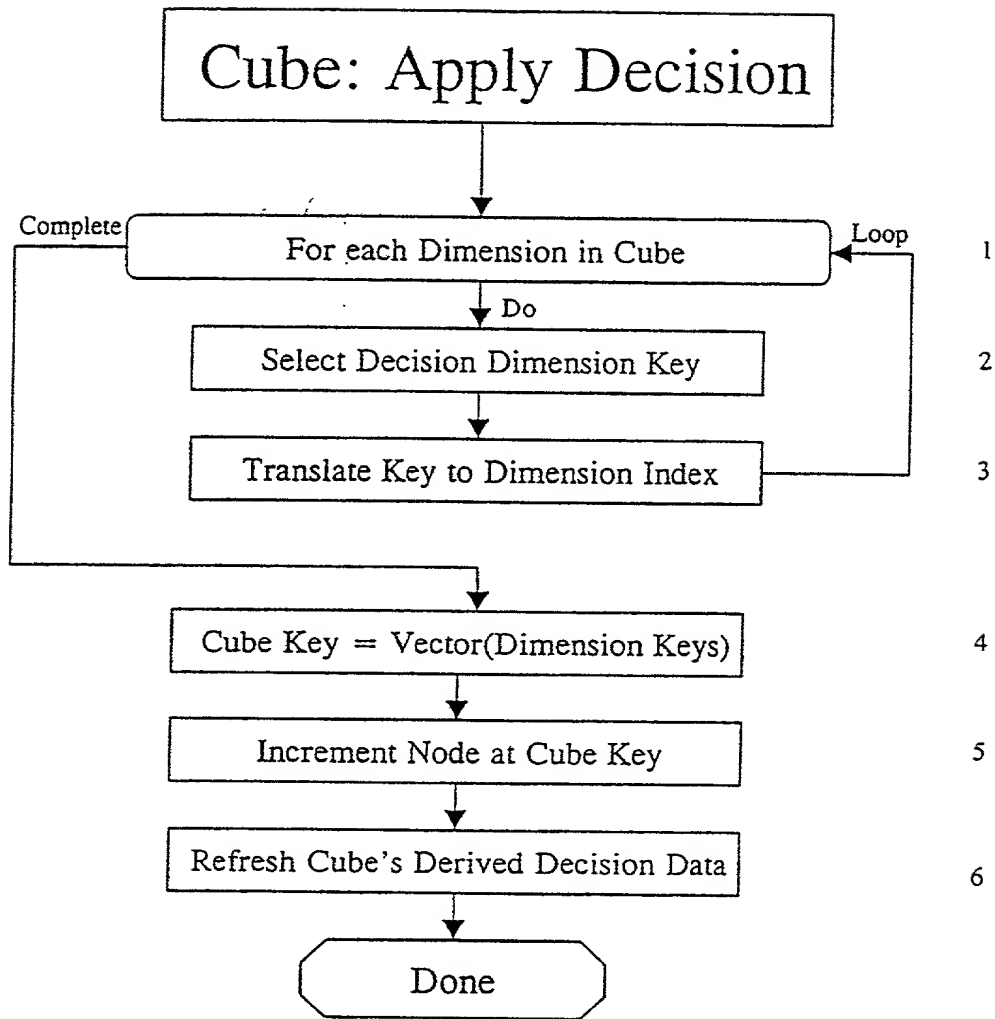 Cube: Apply Decision
Complete
For each Dimension in Cube
Loop
1
Do
Select Decision Dimension Key
2
Translate Key to Dimension Index
3
Cube Key = Vector(Dimension Keys)
4
Increment Node at Cube Key
5
Refresh Cube's Derived Decision Data
6
Done